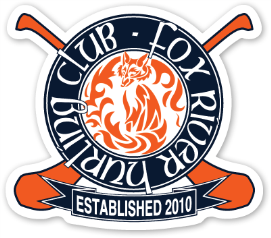 FOX RIVER HURLING CLUB -
ESTABLISHED 2010